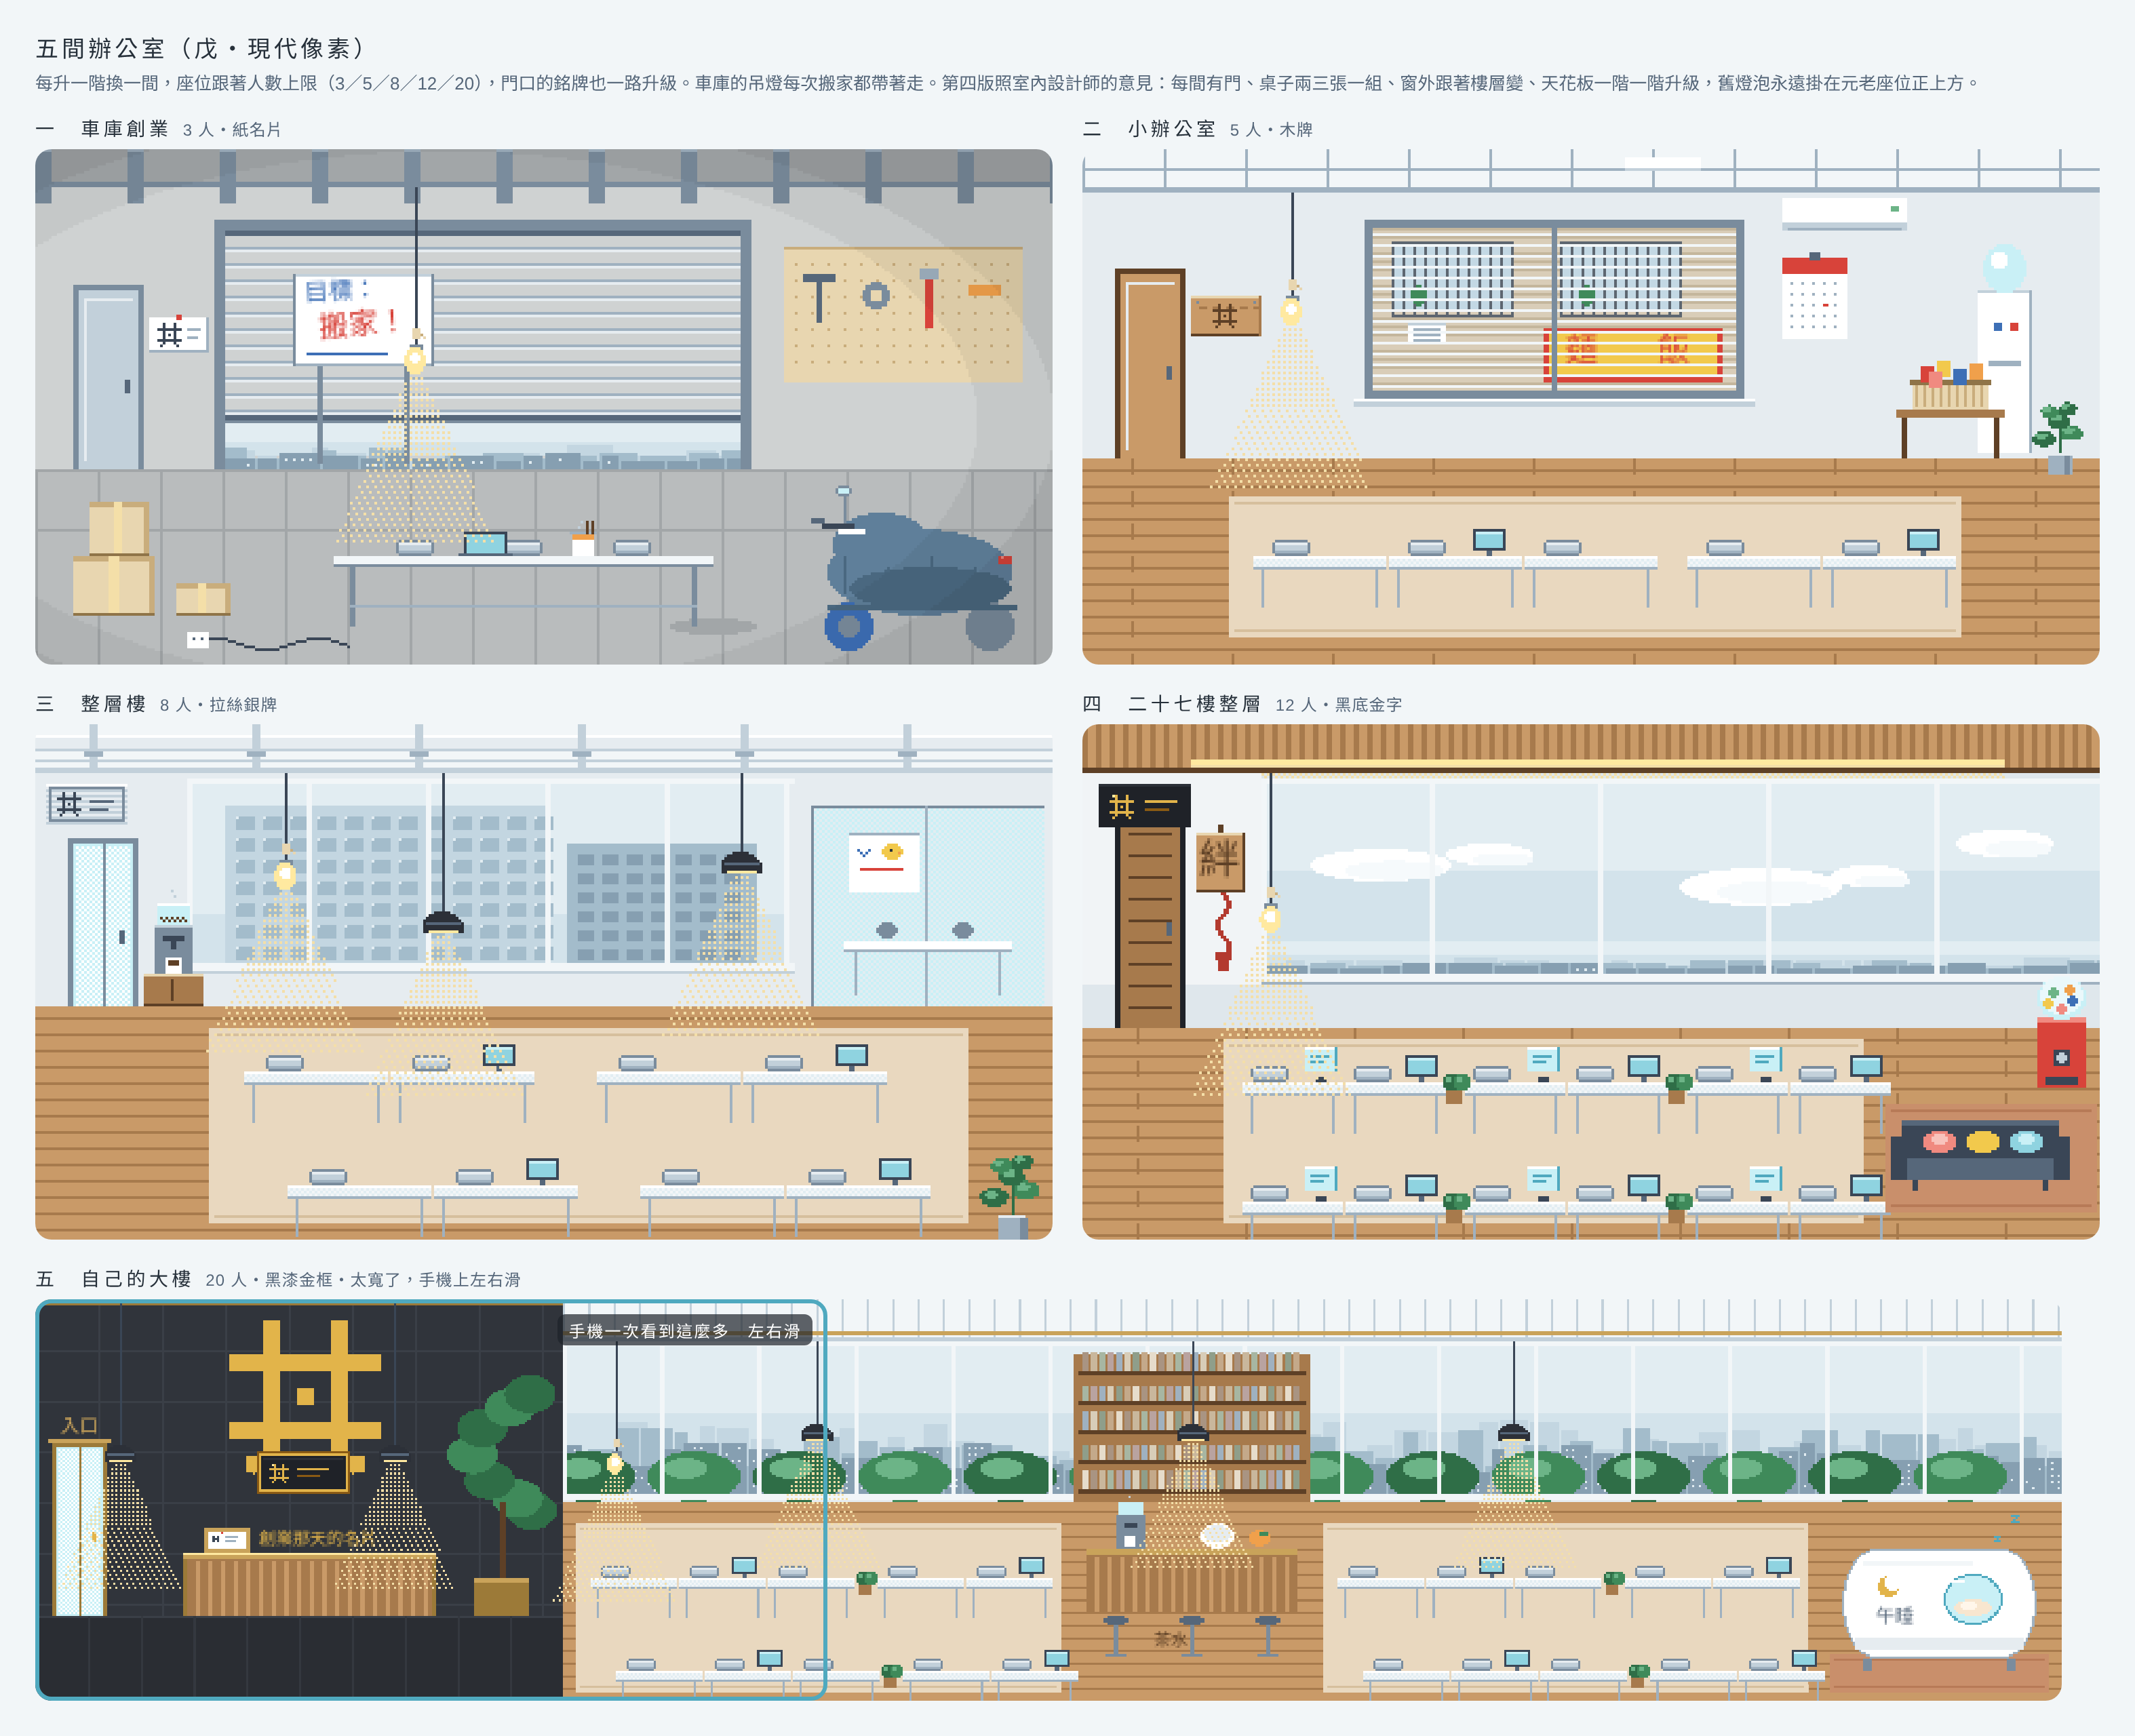 五間辦公室（戊・現代像素）
每升一階換一間，座位跟著人數上限（3／5／8／12／20），門口的銘牌也一路升級。車庫的吊燈每次搬家都帶著走。第四版照室內設計師的意見：每間有門、桌子兩三張一組、窗外跟著樓層變、天花板一階一階升級，舊燈泡永遠掛在元老座位正上方。
一　車庫創業 3 人・紙名片
二　小辦公室 5 人・木牌
目標：
搬家！
井
井
麵　飯
三　整層樓 8 人・拉絲銀牌
四　二十七樓整層 12 人・黑底金字
井
井
絆
五　自己的大樓 20 人・黑漆金框・太寬了，手機上左右滑
手機一次看到這麼多　左右滑
入口
井
創業那天的名片
茶水
午睡
z
z